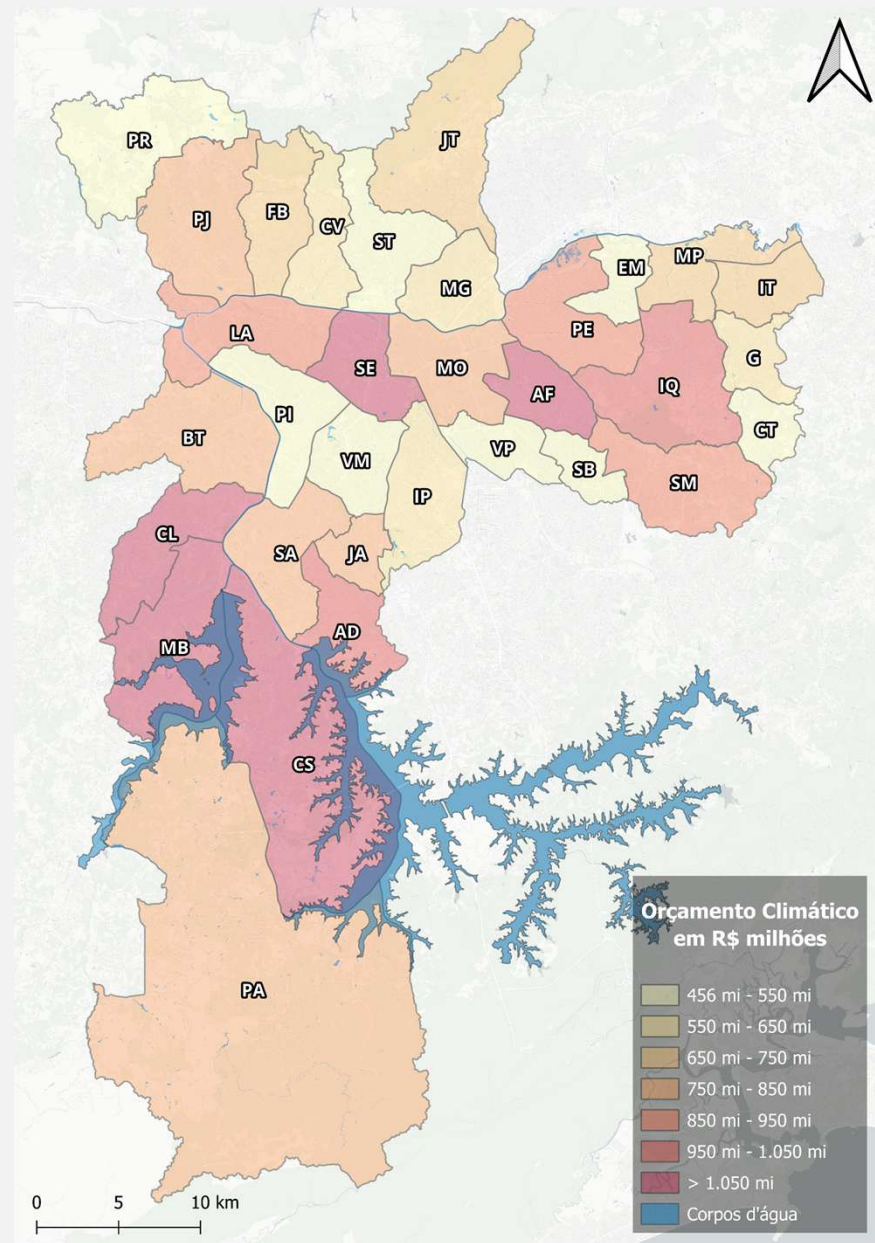 PR
JT
PJ
FB
CV
ST
MG
EM
MP
IT
LA
SE
MO
PE
G
AF
IQ
PI
BT
VM
VP
SB
CT
SM
IP
CL
SA
JA
MB
AD
CS
PA
Orçamento Climático
em R$ milhões
456 mi - 550 mi
550 mi - 650 mi
650 mi - 750 mi
750 mi - 850 mi
850 mi - 950 mi
950 mi - 1.050 mi
> 1.050 mi
Corpos d'água
0 5 10 km